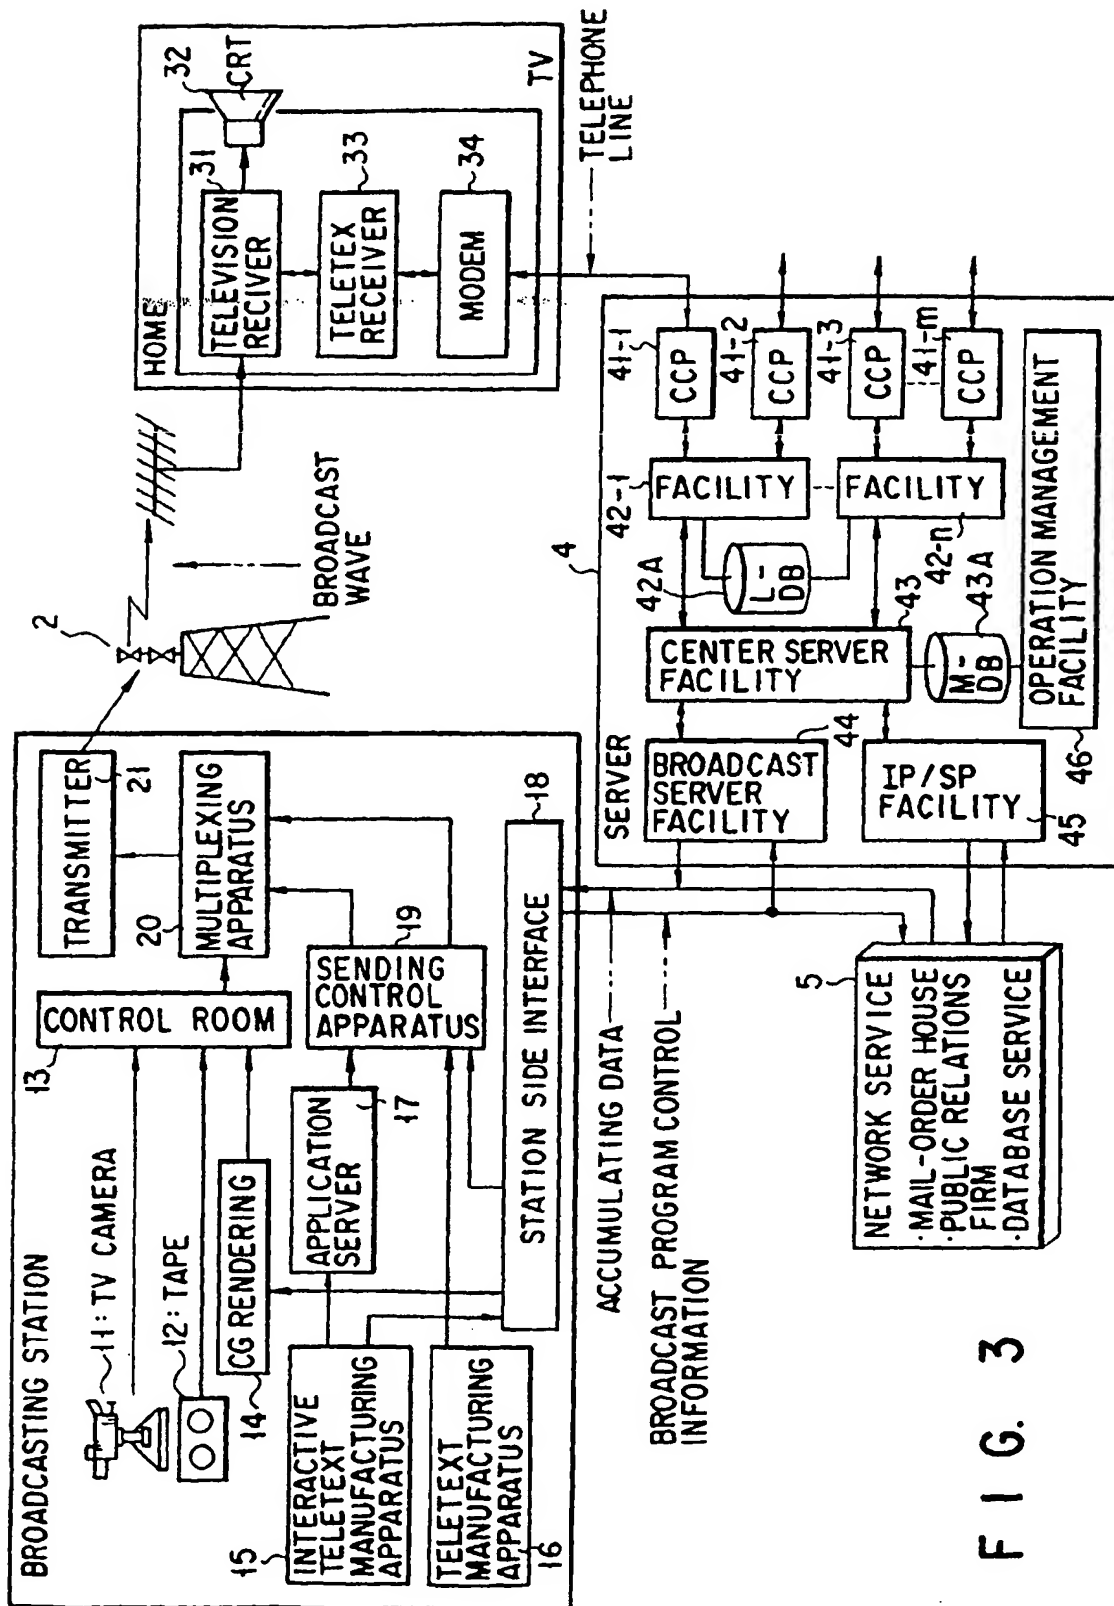 BROADCASTING STATION
11:TV CAMERA
12:TAPE
13
CONTROL ROOM
CG RENDERING
14
INTERACTIVE
TELETEXT
MANUFACTURING
APPARATUS
15
TELETEXT
MANUFACTURING
APPARATUS
16
APPLICATION
SERVER
17
SENDING
CONTROL
APPARATUS
19
STATION SIDE INTERFACE
18
MULTIPLEXING
APPARATUS
20
TRANSMITTER
21
2
BROADCAST
WAVE
HOME
TELEVISION
RECIVER
31
32
CRT
TELETEX
RECEIVER
33
MODEM
34
TV
TELEPHONE
LINE
ACCUMULATING DATA
BROADCAST PROGRAM CONTROL
INFORMATION
SERVER
4
BROADCAST
SERVER
FACILITY
44
IP/SP
FACILITY
45
CENTER SERVER
FACILITY
43
L-
DB
42A
M-
DB
43A
FACILITY
42-1
FACILITY
42-n
CCP
41-1
CCP
41-2
CCP
41-3
CCP
41-m
OPERATION MANAGEMENT
FACILITY
46
5
NETWORK SERVICE
·MAIL-ORDER HOUSE
·PUBLIC RELATIONS
FIRM
·DATABASE SERVICE
FIG. 3